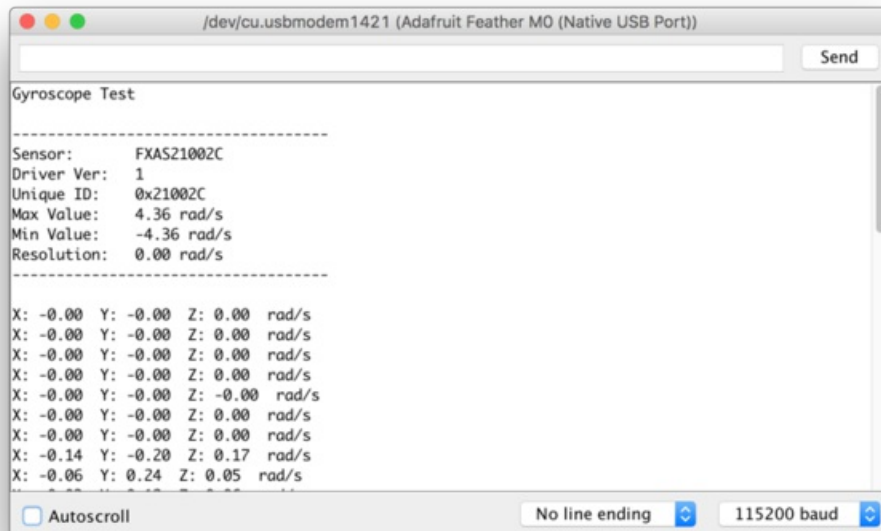 /dev/cu.usbmodem1421 (Adafruit Feather M0 (Native USB Port))
Send
Gyroscope Test
-----------------------------------
Sensor:       FXAS21002C
Driver Ver:   1
Unique ID:    0x21002C
Max Value:    4.36 rad/s
Min Value:    -4.36 rad/s
Resolution:   0.00 rad/s
-----------------------------------
X: -0.00  Y: -0.00  Z: 0.00  rad/s
X: -0.00  Y: -0.00  Z: 0.00  rad/s
X: -0.00  Y: -0.00  Z: 0.00  rad/s
X: -0.00  Y: -0.00  Z: 0.00  rad/s
X: -0.00  Y: -0.00  Z: -0.00  rad/s
X: -0.00  Y: -0.00  Z: 0.00  rad/s
X: -0.00  Y: -0.00  Z: 0.00  rad/s
X: -0.14  Y: -0.20  Z: 0.17  rad/s
X: -0.06  Y: 0.24  Z: 0.05  rad/s
Autoscroll
No line ending
115200 baud